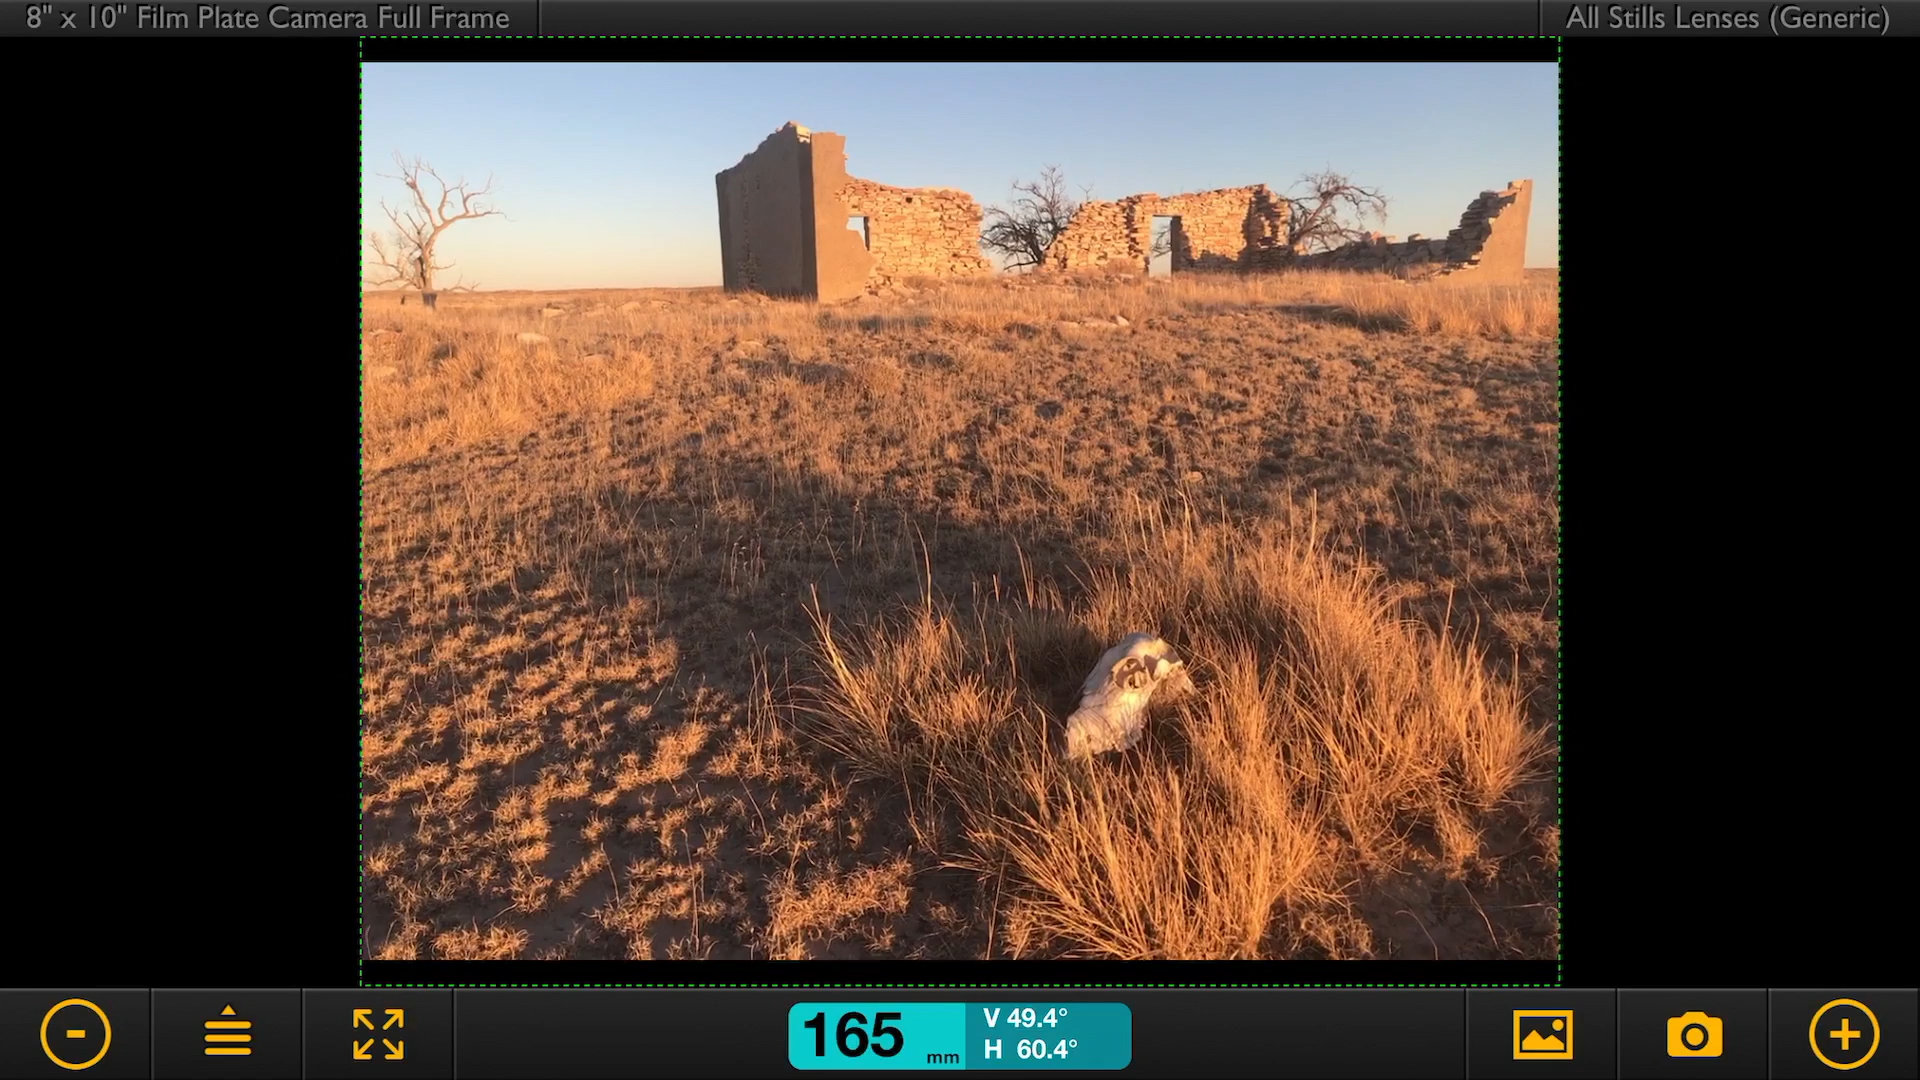 8" x 10" Film Plate Camera Full Frame
All Stills Lenses (Generic)
165 mm
V 49.4°
H 60.4°